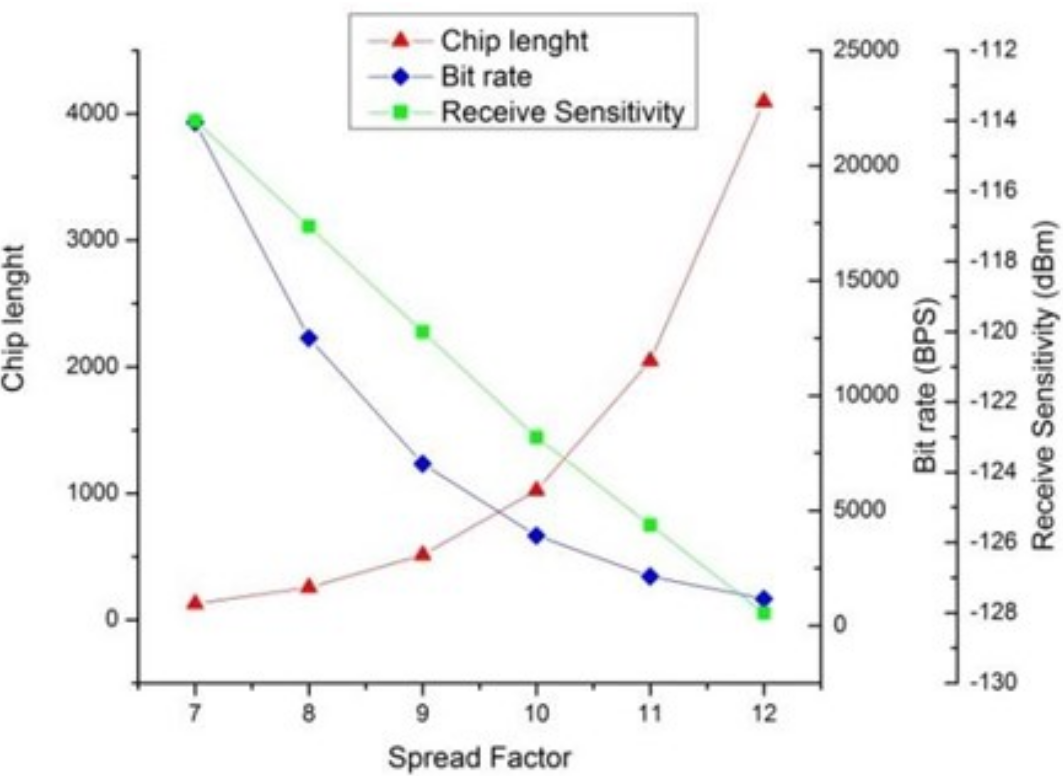 Chip lenght
Bit rate
Receive Sensitivity
Chip lenght
4000
3000
2000
1000
0
25000
20000
15000
10000
5000
0
Bit rate (BPS)
-112
-114
-116
-118
-120
-122
-124
-126
-128
-130
Receive Sensitivity (dBm)
7 8 9 10 11 12
Spread Factor